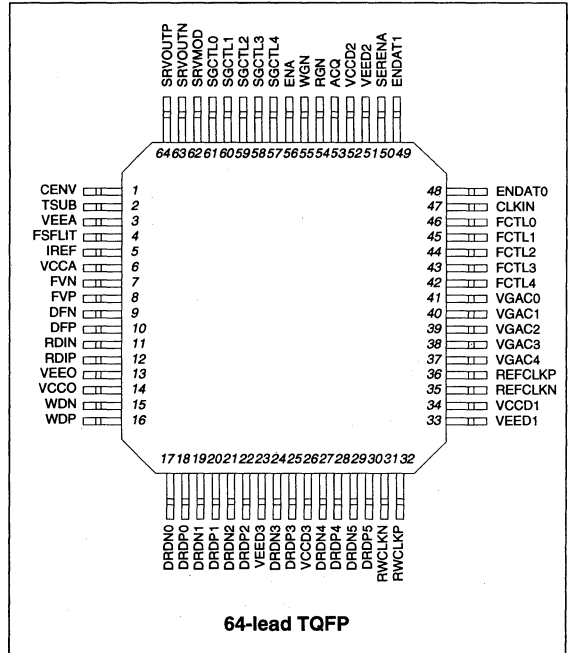 SRVOUTP
SRVOUTN
SRVMOD
SGCTL0
SGCTL1
SGCTL2
SGCTL3
SGCTL4
ENA
WGN
RGN
ACQ
VCCD2
VEED2
SERENA
ENDAT1
64 63 62 61 60 59 58 57 56 55 54 53 52 51 50 49
CENV 1
TSUB 2
VEEA 3
FSFLIT 4
IREF 5
VCCA 6
FVN 7
FVP 8
DFN 9
DFP 10
RDIN 11
RDIP 12
VEEO 13
VCCO 14
WDN 15
WDP 16
48 ENDAT0
47 CLKIN
46 FCTL0
45 FCTL1
44 FCTL2
43 FCTL3
42 FCTL4
41 VGAC0
40 VGAC1
39 VGAC2
38 VGAC3
37 VGAC4
36 REFCLKP
35 REFCLKN
34 VCCD1
33 VEED1
17 18 19 20 21 22 23 24 25 26 27 28 29 30 31 32
DRDN0
DRDP0
DRDN1
DRDP1
DRDN2
DRDP2
VEED3
DRDN3
DRDP3
VCCD3
DRDN4
DRDP4
DRDN5
DRDP5
RWCLKN
RWCLKP
64-lead TQFP